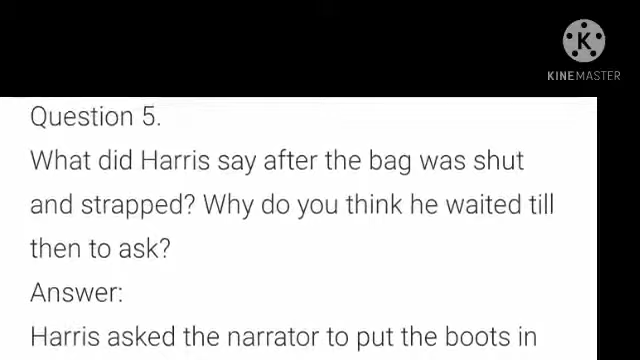 K
KINEMASTER
Question 5.
What did Harris say after the bag was shut
and strapped? Why do you think he waited till
then to ask?
Answer:
Harris asked the narrator to put the boots in